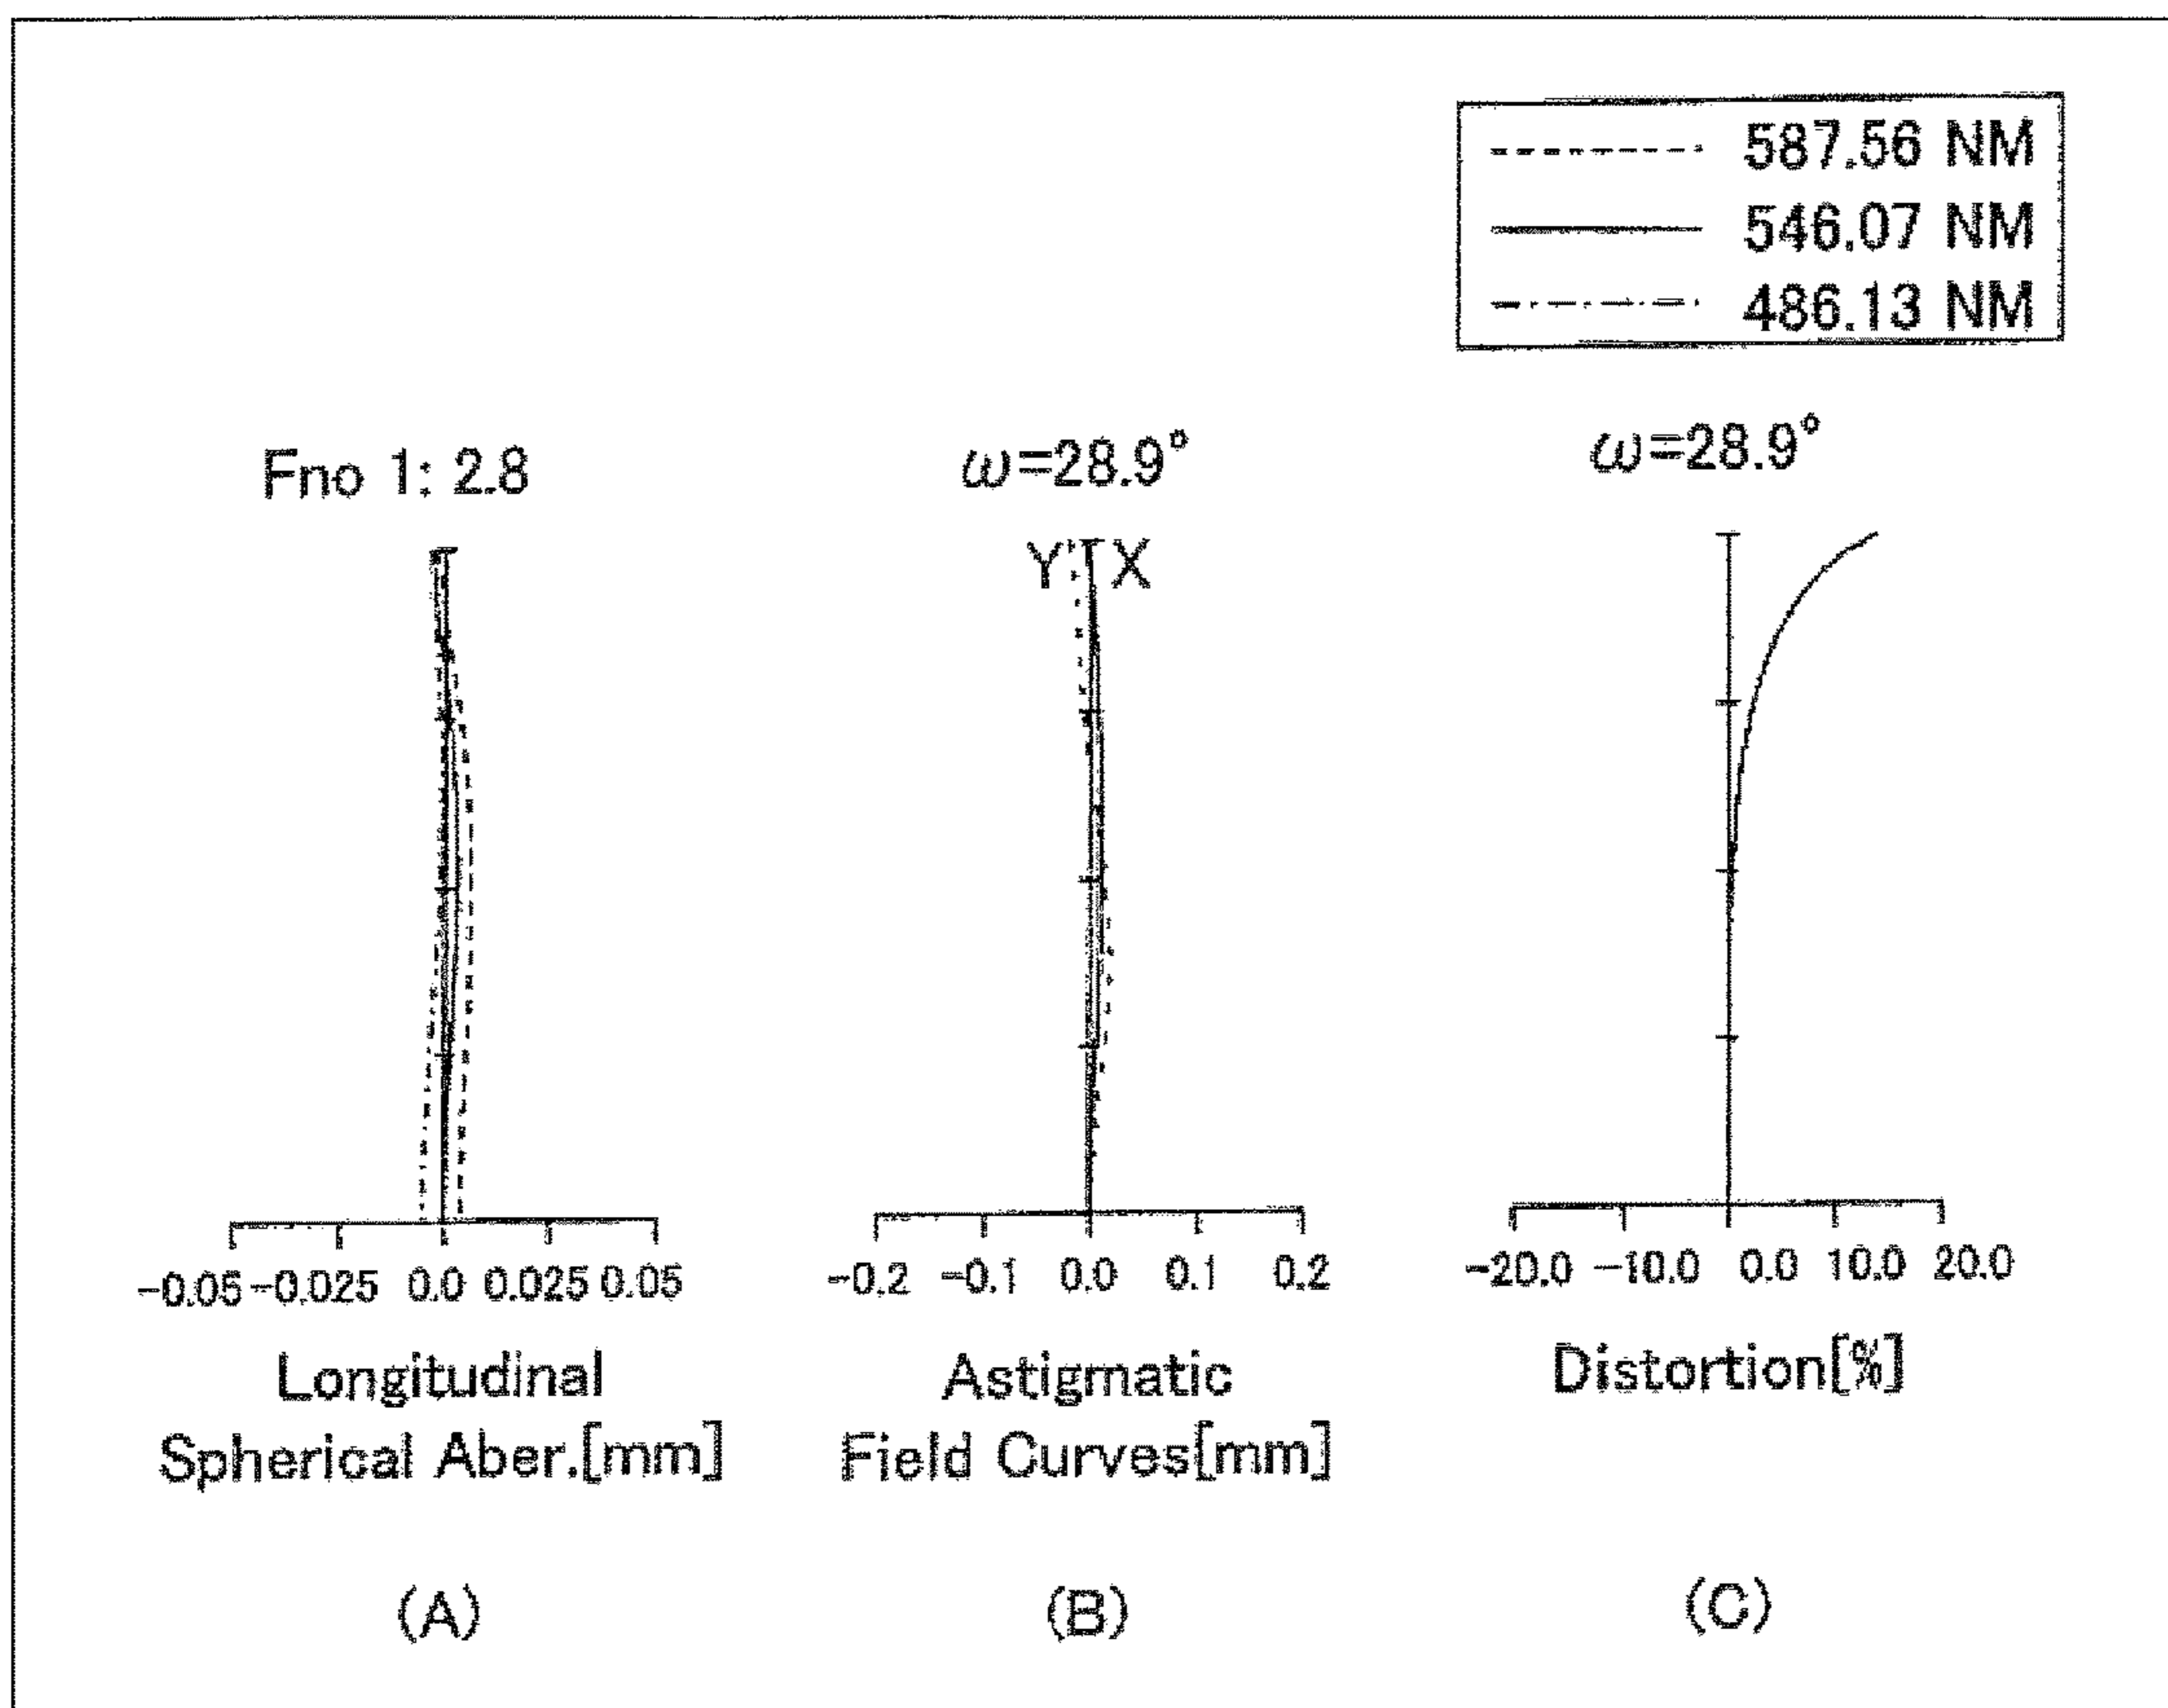 587.56 NM
546.07 NM
486.13 NM
Fno 1: 2.8
ω=28.9°
ω=28.9°
Y X
-0.05 -0.025 0.0 0.025 0.05
-0.2 -0.1 0.0 0.1 0.2
-20.0 -10.0 0.0 10.0 20.0
Longitudinal
Spherical Aber.[mm]
Astigmatic
Field Curves[mm]
Distortion[%]
(A)
(B)
(C)